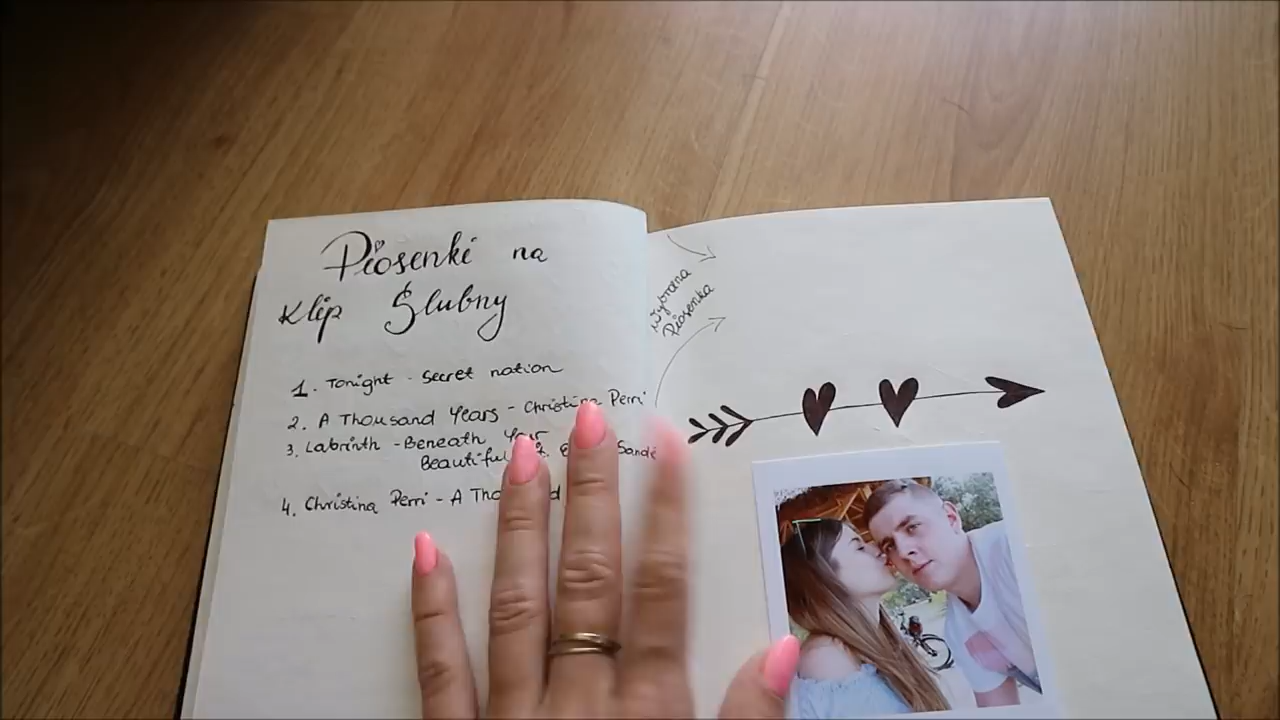 Piosenki na
Klip Ślubny
1. Tonight - Secret nation
2. A Thousand Years - Christina Perri
3. Labrinth - Beneath Your
Beautiful Sande
4. Christina Perri - A
Wybrana
Piosenka